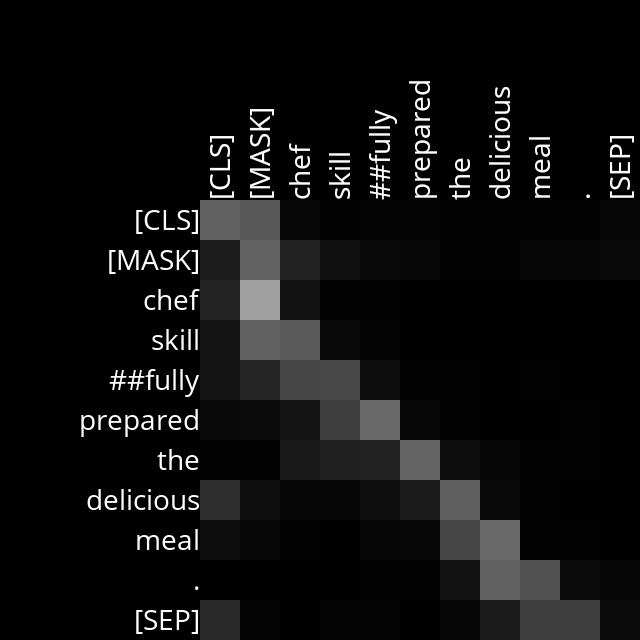 [CLS] [MASK] chef skill ##fully prepared the delicious meal . [SEP]
[CLS]
[MASK]
chef
skill
##fully
prepared
the
delicious
meal
.
[SEP]